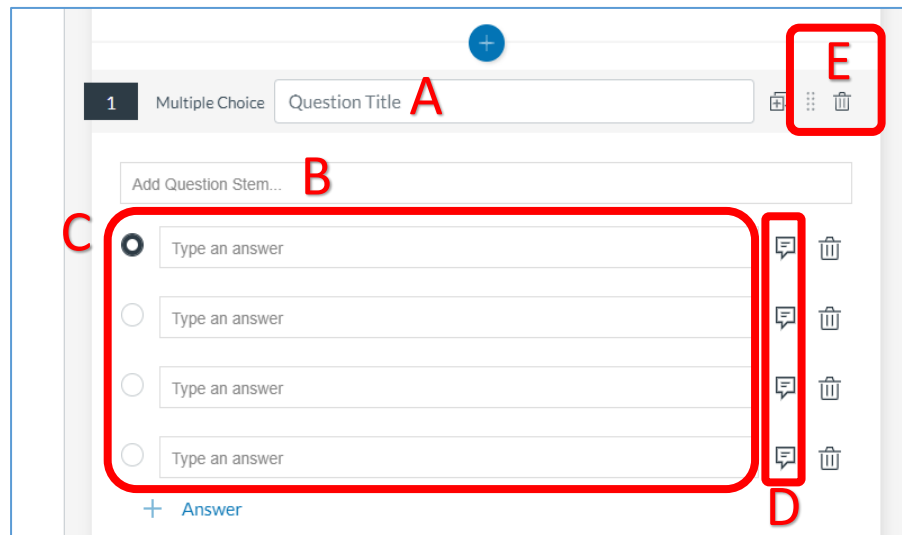 E
1 Multiple Choice Question Title A
Add Question Stem... B
C
Type an answer
Type an answer
Type an answer
Type an answer
+ Answer
D